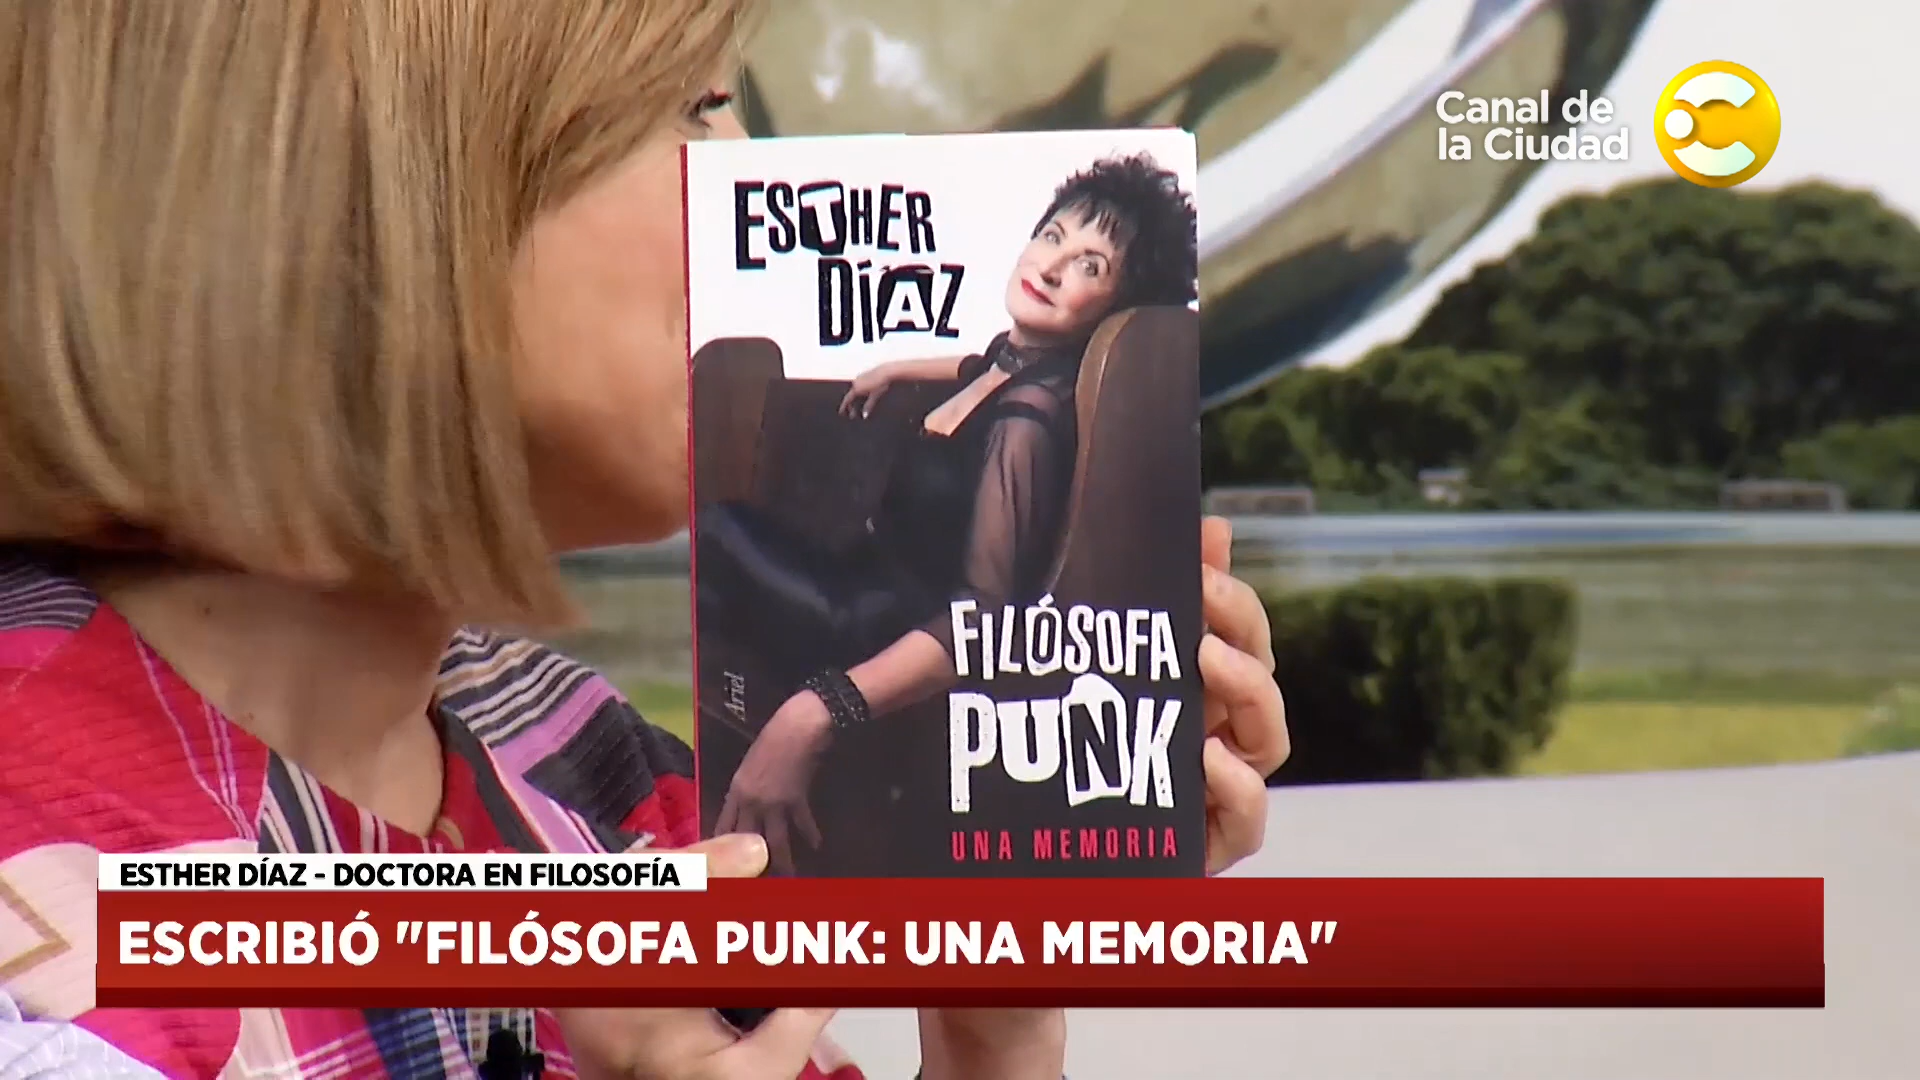 Canal de
la Ciudad
ESTHER
DÍAZ
FILÓSOFA
PUNK
UNA MEMORIA
Ariel
ESTHER DÍAZ - DOCTORA EN FILOSOFÍA
ESCRIBIÓ "FILÓSOFA PUNK: UNA MEMORIA"